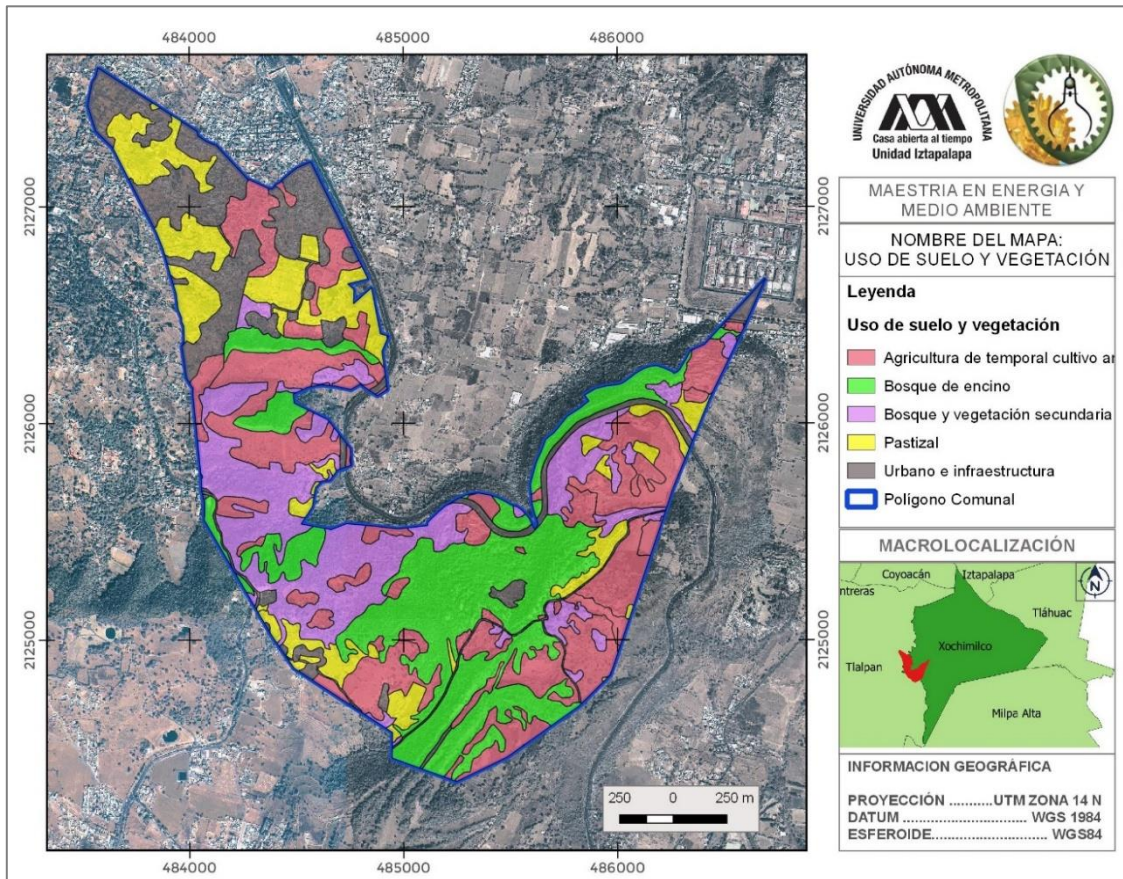 484000 485000 486000
2127000 2127000
2126000 2126000
2125000 2125000
484000 485000 486000
250 0 250 m
UNIVERSIDAD AUTÓNOMA METROPOLITANA
Casa abierta al tiempo
Unidad Iztapalapa
MAESTRIA EN ENERGIA Y
MEDIO AMBIENTE
NOMBRE DEL MAPA:
USO DE SUELO Y VEGETACIÓN
Leyenda
Uso de suelo y vegetación
Agricultura de temporal cultivo an
Bosque de encino
Bosque y vegetación secundaria
Pastizal
Urbano e infraestructura
Polígono Comunal
MACROLOCALIZACIÓN
Coyoacán Iztapalapa
ntreras
N
Tláhuac
Xochimilco
Tlalpan
Milpa Alta
INFORMACION GEOGRÁFICA
PROYECCIÓN ..........UTM ZONA 14 N
DATUM ........................ WGS 1984
ESFEROIDE....................... WGS84